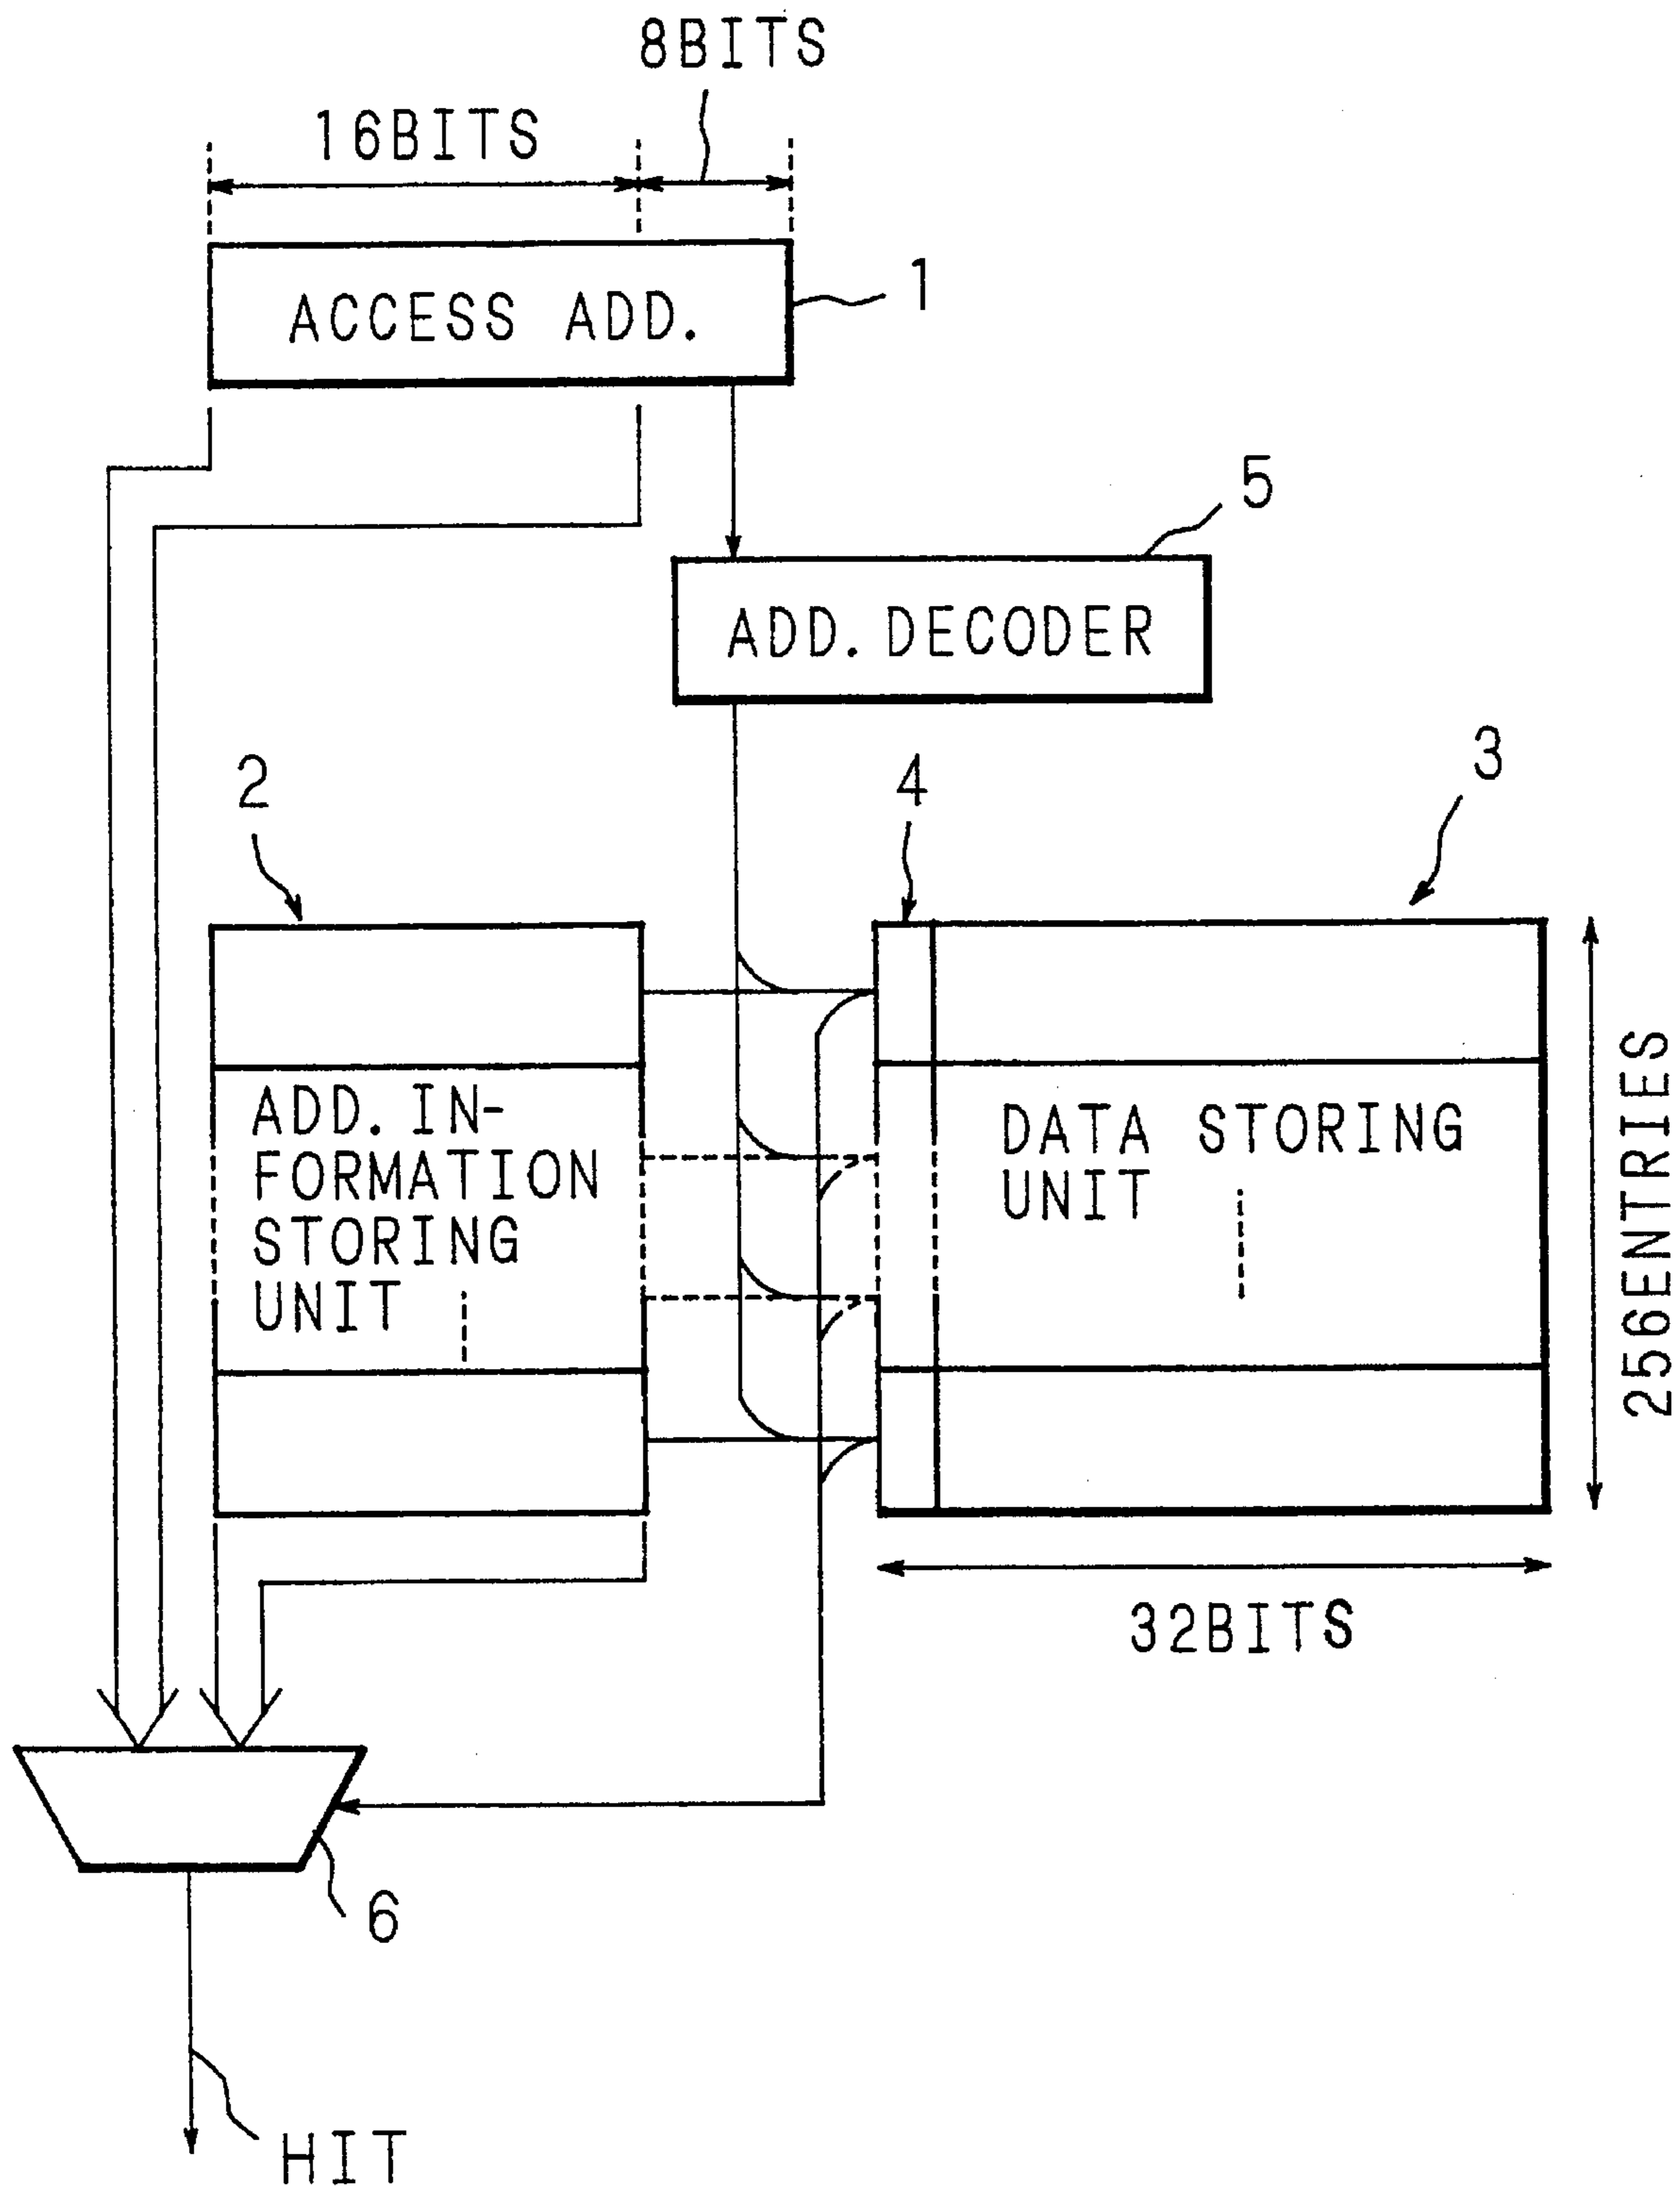 8BITS
16BITS
ACCESS ADD.
1
5
ADD. DECODER
2
4
3
ADD. IN-
FORMATION
STORING
UNIT
DATA STORING
UNIT
256ENTRIES
32BITS
6
HIT